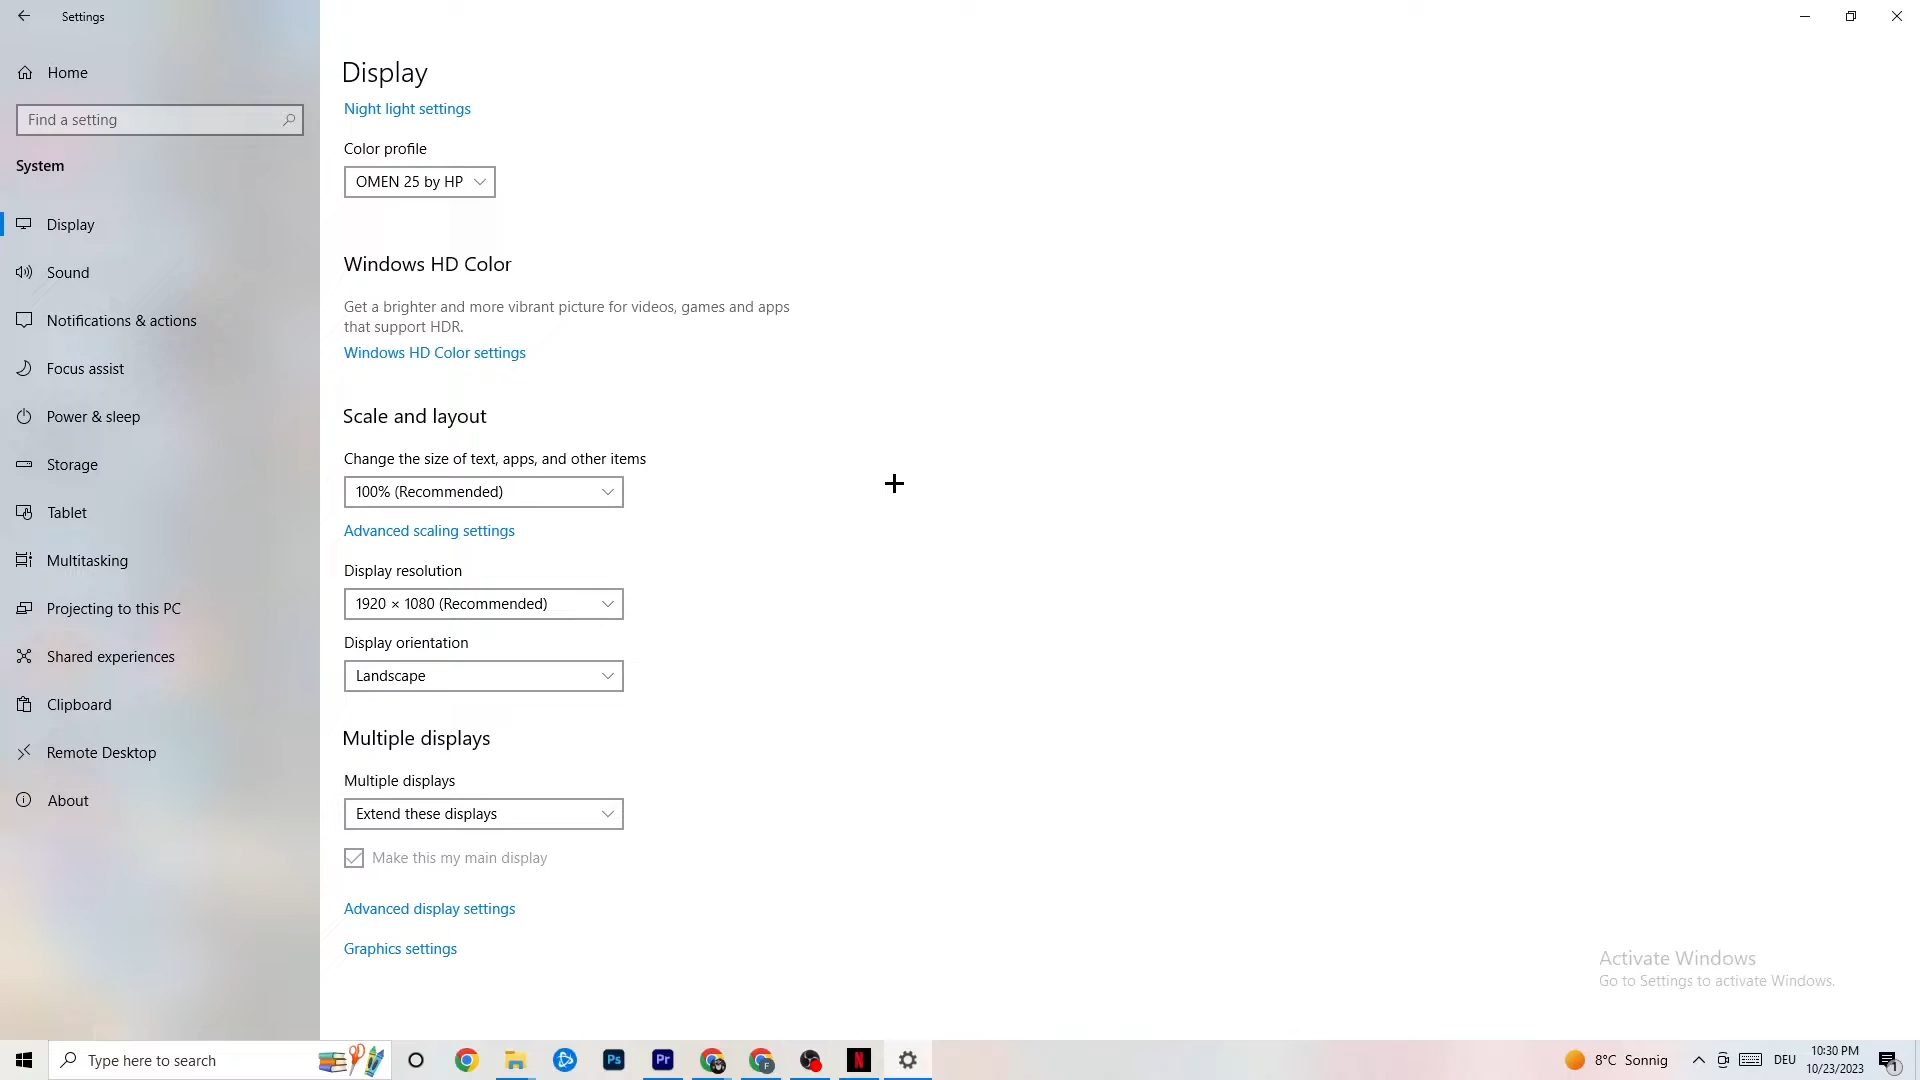 Settings
Home
Find a setting
System
Display
Sound
Notifications & actions
Focus assist
Power & sleep
Storage
Tablet
Multitasking
Projecting to this PC
Shared experiences
Clipboard
Remote Desktop
About
Display
Night light settings
Color profile
OMEN 25 by HP
Windows HD Color
Get a brighter and more vibrant picture for videos, games and apps
that support HDR.
Windows HD Color settings
Scale and layout
Change the size of text, apps, and other items
100% (Recommended)
Advanced scaling settings
Display resolution
1920 × 1080 (Recommended)
Display orientation
Landscape
Multiple displays
Multiple displays
Extend these displays
Make this my main display
Advanced display settings
Graphics settings
Activate Windows
Go to Settings to activate Windows.
Type here to search
Ps
Pr
F
N
8°C Sonnig
DEU
10:30 PM
10/23/2023
1